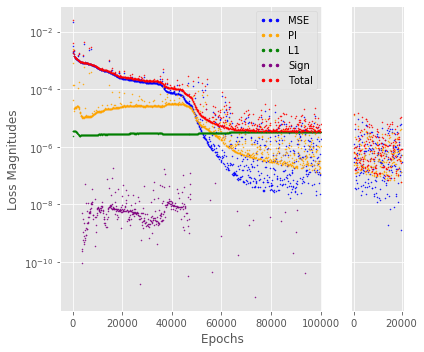 MSE
PI
L1
Sign
Total
Loss Magnitudes
10⁻²
10⁻⁴
10⁻⁶
10⁻⁸
10⁻¹⁰
0 20000 40000 60000 80000 100000 0 20000
Epochs